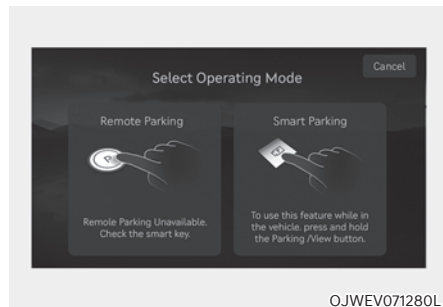 Cancel
Select Operating Mode
Remote Parking
Smart Parking
Remote Parking Unavailable.
Check the smart key.
To use this feature while in
the vehicle. press and hold
the Parking /View button.
OJWEV071280L